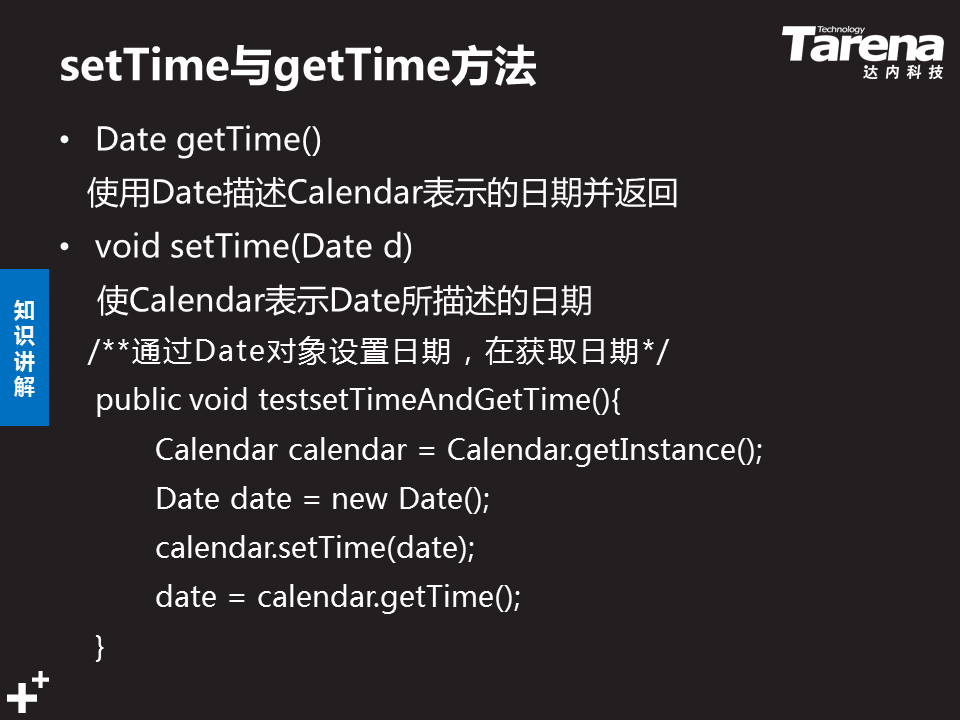 setTime与getTime方法
Technology
Tarena
达内科技
• Date getTime()
使用Date描述Calendar表示的日期并返回
• void setTime(Date d)
使Calendar表示Date所描述的日期
/**通过Date对象设置日期，在获取日期*/
public void testsetTimeAndGetTime(){
Calendar calendar = Calendar.getInstance();
Date date = new Date();
calendar.setTime(date);
date = calendar.getTime();
}
知
识
讲
解